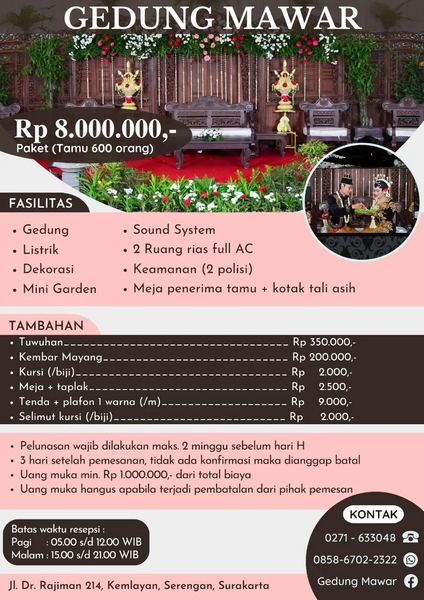 GEDUNG MAWAR
Rp 8.000.000,-
Paket (Tamu 600 orang)
FASILITAS
• Gedung
• Listrik
• Dekorasi
• Mini Garden
• Sound System
• 2 Ruang rias full AC
• Keamanan (2 polisi)
• Meja penerima tamu + kotak tali asih
TAMBAHAN
• Tuwuhan Rp 350.000,-
• Kembar Mayang Rp 200.000,-
• Kursi (/biji) Rp 2.000,-
• Meja + taplak Rp 2.500,-
• Tenda + plafon 1 warna (/m) Rp 9.000,-
• Selimut kursi (/biji) Rp 2.000,-
• Pelunasan wajib dilakukan maks. 2 minggu sebelum hari H
• 3 hari setelah pemesanan, tidak ada konfirmasi maka dianggap batal
• Uang muka min. Rp 1.000.000,- dari total biaya
• Uang muka hangus apabila terjadi pembatalan dari pihak pemesan
Batas waktu resepsi :
Pagi : 05.00 s/d 12.00 WIB
Malam : 15.00 s/d 21.00 WIB
KONTAK
0271 - 633048
0858-6702-2322
Gedung Mawar
Jl. Dr. Rajiman 214, Kemlayan, Serengan, Surakarta